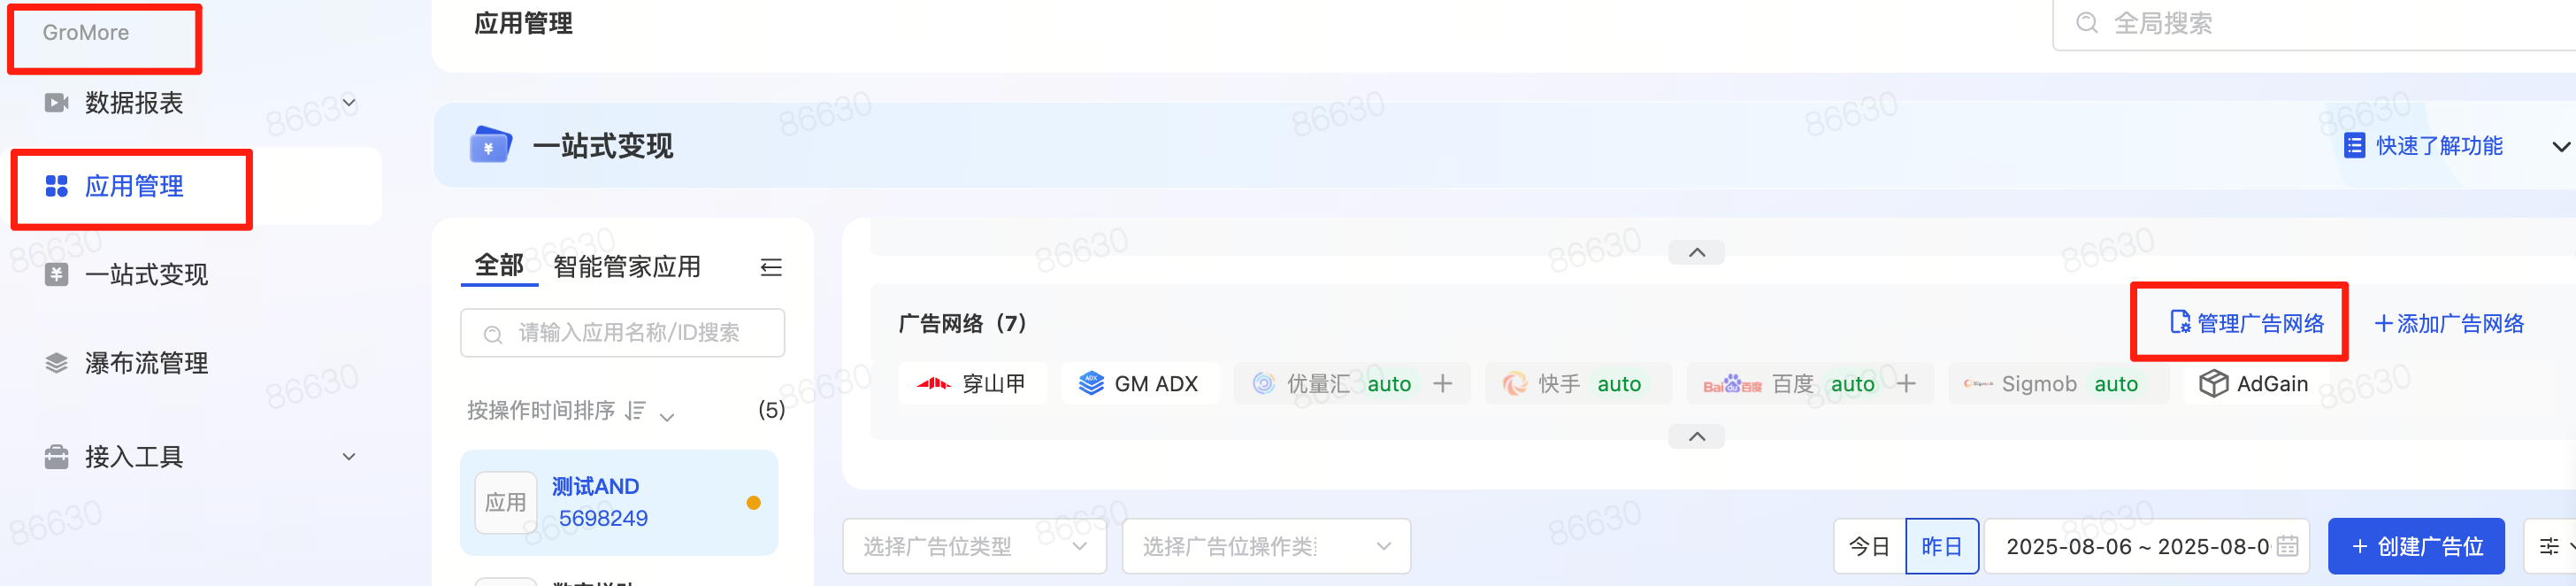 GroMore
数据报表
应用管理
一站式变现
瀑布流管理
接入工具
应用管理
全局搜索
一站式变现
快速了解功能
全部 智能管家应用
请输入应用名称/ID搜索
按操作时间排序 (5)
应用
测试AND
5698249
广告网络（7）
管理广告网络
+添加广告网络
穿山甲
GM ADX
优量汇 auto +
快手 auto
Bai百度 百度 auto +
Sigmob Sigmob auto
AdGain
选择广告位类型
选择广告位操作类
今日 昨日 2025-08-06 ~ 2025-08-0
+ 创建广告位
86630